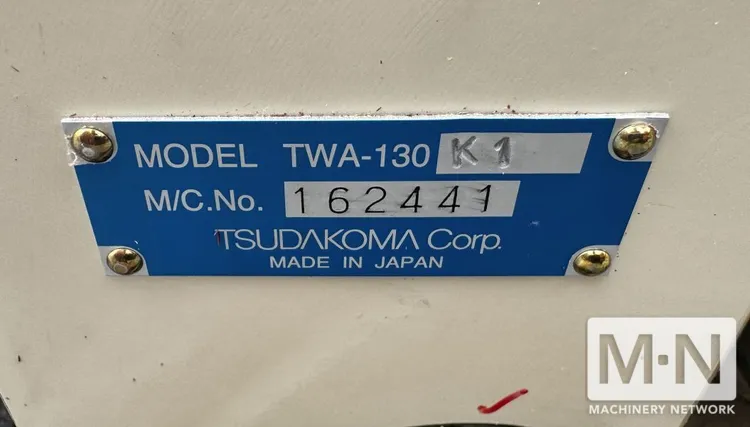 MODEL TWA-130 K1
M/C.No. 162441
TSUDAKOMA Corp.
MADE IN JAPAN
M·N
MACHINERY NETWORK